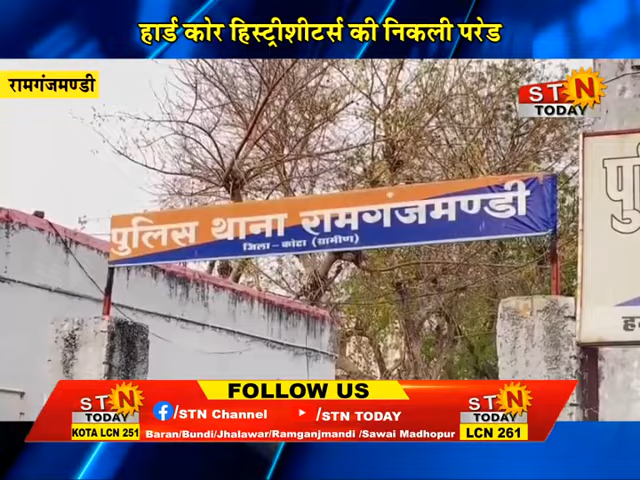 हार्ड कोर हिस्ट्रीशीटर्स की निकली परेड
रामगंजमण्डी
STN
TODAY
पुलिस थाना रामगंजमण्डी
जिला - कोटा (ग्रामीण)
FOLLOW US
STN
TODAY
KOTA LCN 251
/STN Channel
/STN TODAY
Baran/Bundi/Jhalawar/Ramganjmandi /Sawai Madhopur
STN
TODAY
LCN 261